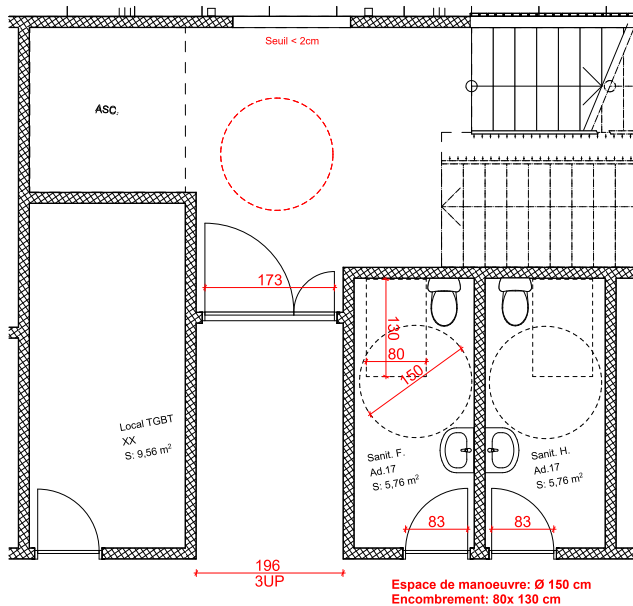 Seuil < 2cm
ASC.
173
130
80
150
Local TGBT
XX
S: 9,56 m²
Sanit. F.
Ad.17
S: 5,76 m²
Sanit. H.
Ad.17
S: 5,76 m²
83
83
196
3UP
Espace de manoeuvre: Ø 150 cm
Encombrement: 80x 130 cm